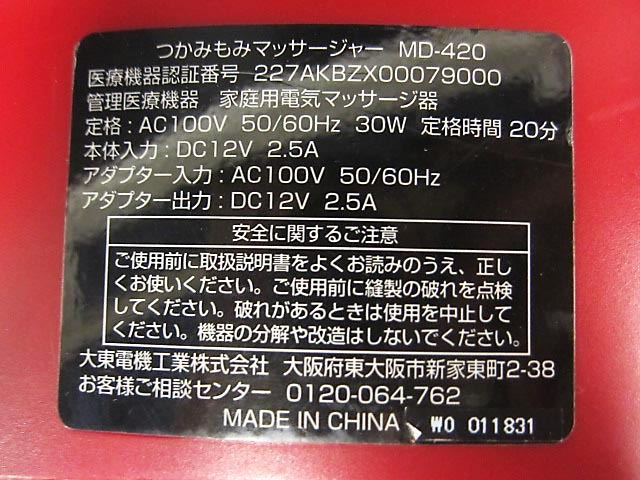 つかみもみマッサージャー MD-420
医療機器認証番号 227AKBZX00079000
管理医療機器 家庭用電気マッサージ器
定格:AC100V 50/60Hz 30W 定格時間 20分
本体入力:DC12V 2.5A
アダプター入力:AC100V 50/60Hz
アダプター出力:DC12V 2.5A
安全に関するご注意
ご使用前に取扱説明書をよくお読みのうえ、正し
くお使いください。ご使用前に縫製の破れを点検
してください。破れがあるときは使用を中止して
ください。機器の分解や改造はしないでください。
大東電機工業株式会社 大阪府東大阪市新家東町2-38
お客様ご相談センター 0120-064-762
MADE IN CHINA W0 011831